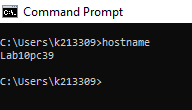 Command Prompt
C:\Users\k213309>hostname
Lab10pc39
C:\Users\k213309>